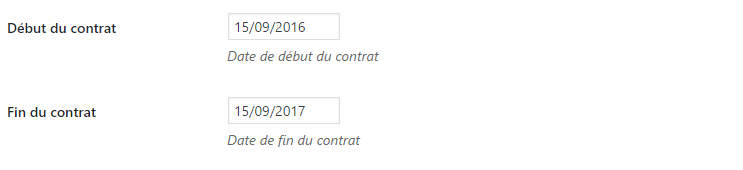 Début du contrat
15/09/2016
Date de début du contrat
Fin du contrat
15/09/2017
Date de fin du contrat